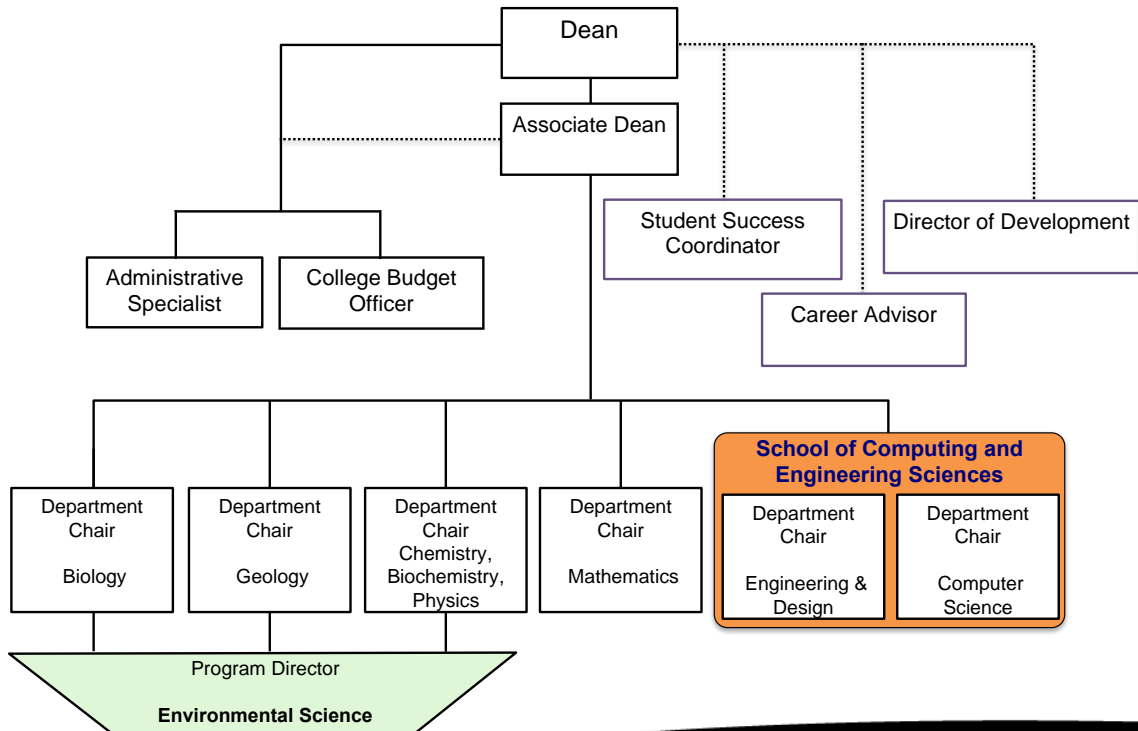 Dean
Associate Dean
Student Success
Coordinator
Director of Development
Administrative
Specialist
College Budget
Officer
Career Advisor
School of Computing and
Engineering Sciences
Department
Chair
Biology
Department
Chair
Geology
Department
Chair
Chemistry,
Biochemistry,
Physics
Department
Chair
Mathematics
Department
Chair
Engineering &
Design
Department
Chair
Computer
Science
Program Director
Environmental Science